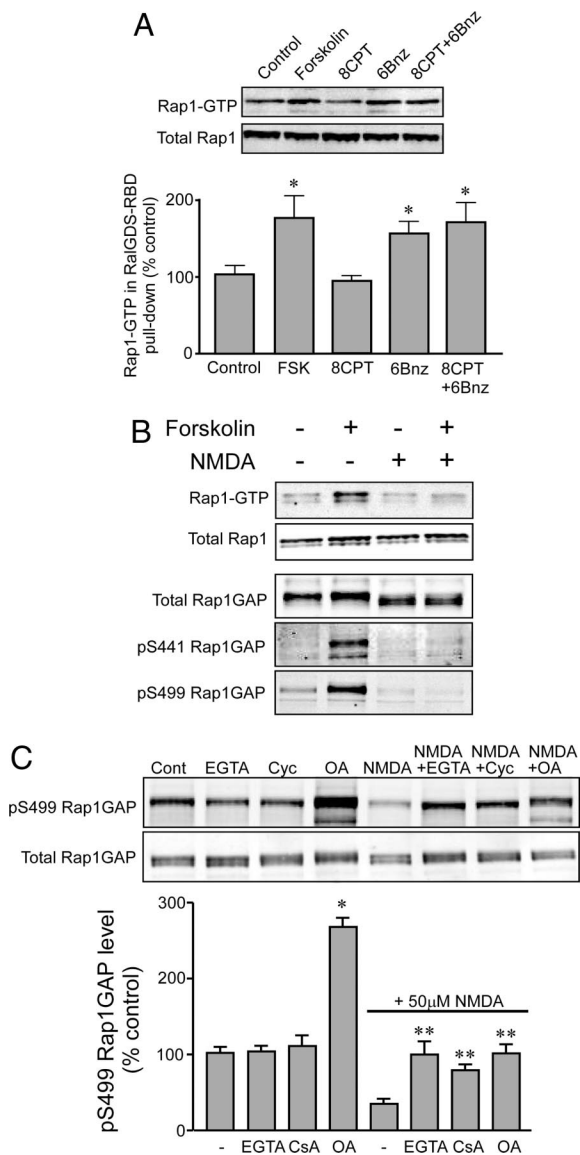 A
Control Forskolin 8CPT 6Bnz 8CPT+6Bnz
Rap1-GTP
Total Rap1
Rap1-GTP in RalGDS-RBD
pull-down (% control)
200
100
0
* * *
Control FSK 8CPT 6Bnz 8CPT
+6Bnz
B
Forskolin - + - +
NMDA - - + +
Rap1-GTP
Total Rap1
Total Rap1GAP
pS441 Rap1GAP
pS499 Rap1GAP
C
Cont EGTA Cyc OA NMDA NMDA
+EGTA NMDA
+Cyc NMDA
+OA
pS499 Rap1GAP
Total Rap1GAP
pS499 Rap1GAP level
(% control)
300
200
100
0
*
+ 50µM NMDA
** ** **
- EGTA CsA OA - EGTA CsA OA